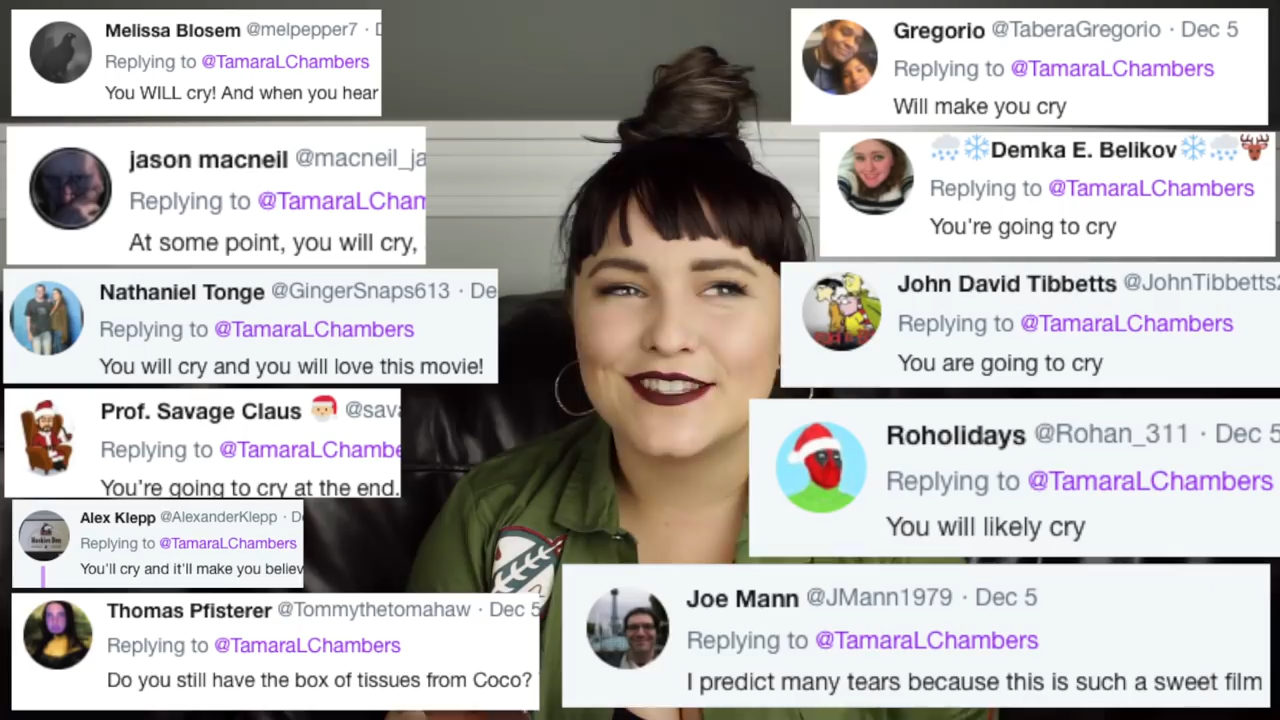 Melissa Blosem @melpepper7 ·
Replying to @TamaraLChambers
You WILL cry! And when you hear
jason macneil @macneil_ja
Replying to @TamaraLCham
At some point, you will cry,
Nathaniel Tonge @GingerSnaps613 · De
Replying to @TamaraLChambers
You will cry and you will love this movie!
Prof. Savage Claus 🎅 @sava
Replying to @TamaraLChambe
You're going to cry at the end.
Alex Klepp @AlexanderKlepp · De
Replying to @TamaraLChambers
You'll cry and it'll make you believ
Thomas Pfisterer @Tommythetomahaw · Dec 5
Replying to @TamaraLChambers
Do you still have the box of tissues from Coco?
Gregorio @TaberaGregorio · Dec 5
Replying to @TamaraLChambers
Will make you cry
🌨️❄️Demka E. Belikov❄️🌨️🦌
Replying to @TamaraLChambers
You're going to cry
John David Tibbetts @JohnTibbetts2
Replying to @TamaraLChambers
You are going to cry
Roholidays @Rohan_311 · Dec 5
Replying to @TamaraLChambers
You will likely cry
Joe Mann @JMann1979 · Dec 5
Replying to @TamaraLChambers
I predict many tears because this is such a sweet film